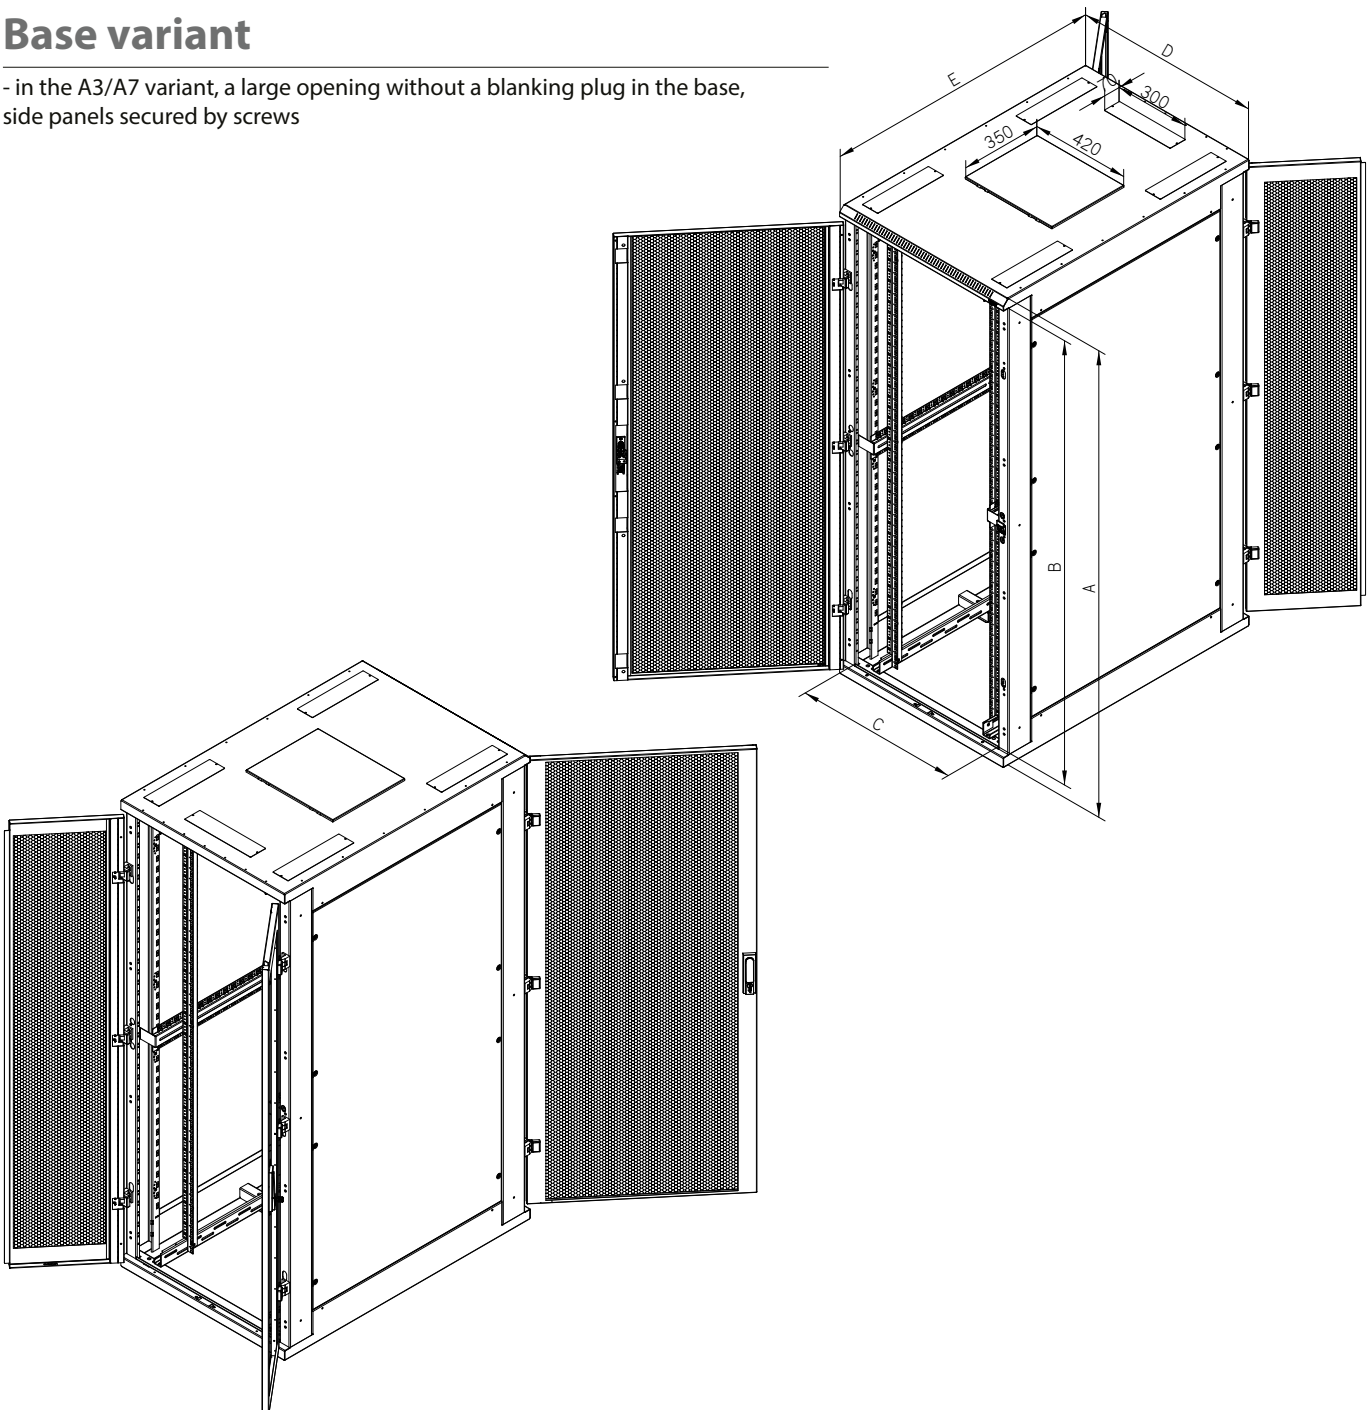 Base variant
- in the A3/A7 variant, a large opening without a blanking plug in the base,
side panels secured by screws
E
D
300
350
420
B
A
C